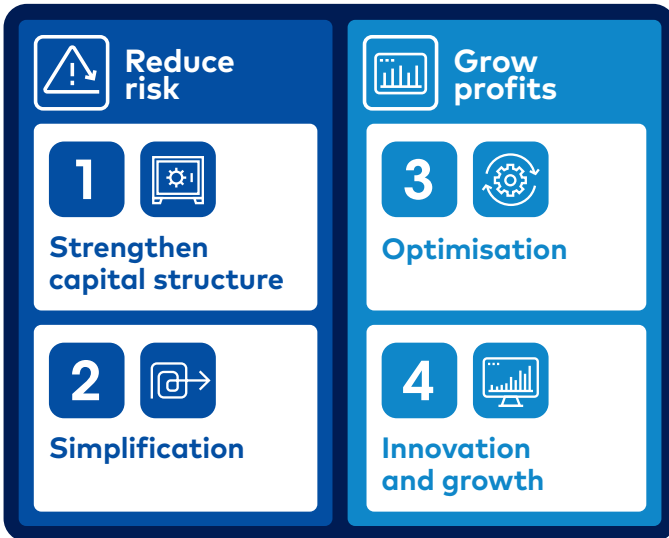 Reduce
risk
1
Strengthen
capital structure
2
Simplification
Grow
profits
3
Optimisation
4
Innovation
and growth